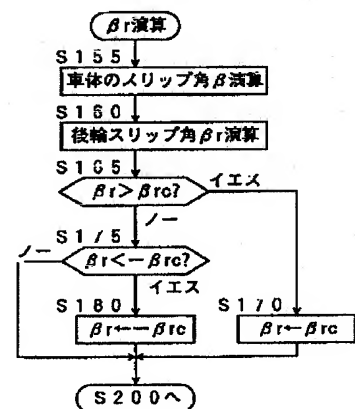 βr演算
S155
車体のスリップ角β演算
S160
後輪スリップ角βr演算
S165
βr>βrc?
イエス
ノー
S175
ノー
βr<-βrc?
イエス
S180
S170
βr←-βrc
βr←βrc
S200へ